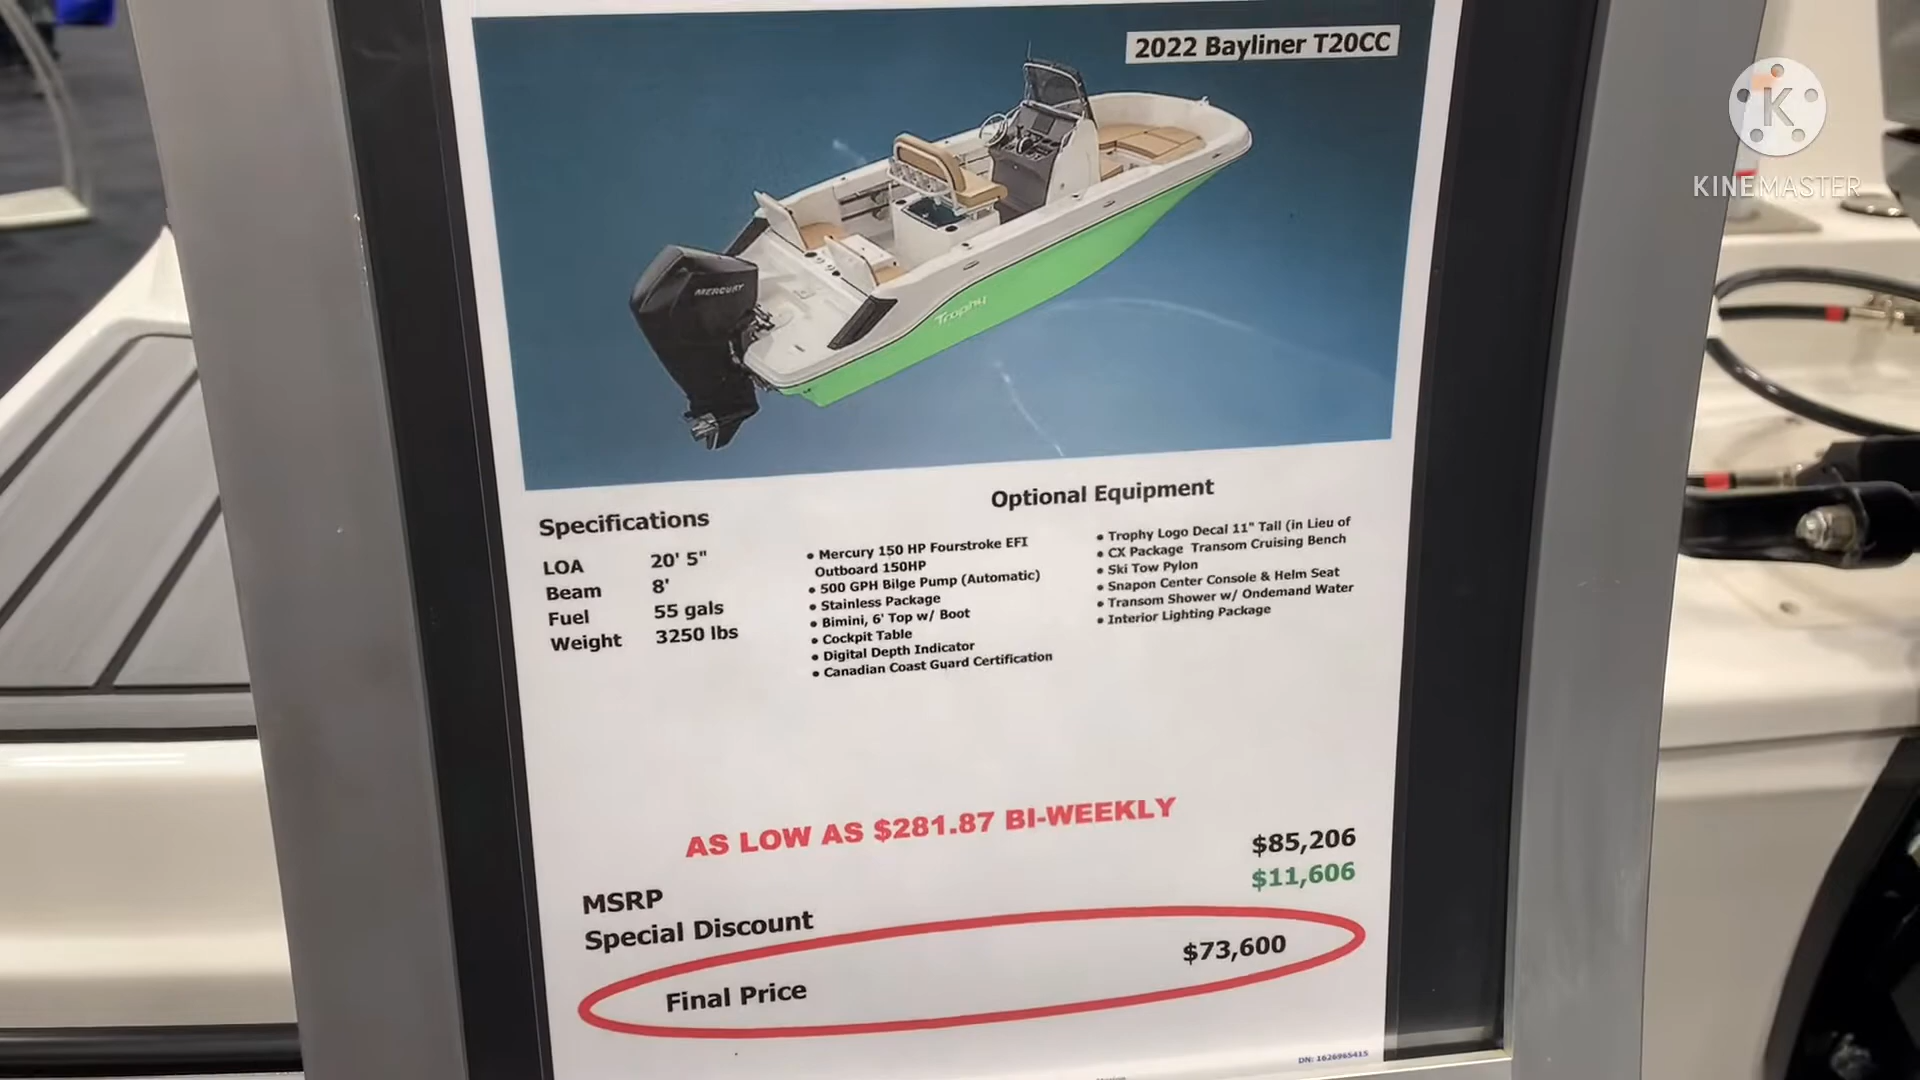 2022 Bayliner T20CC
MERCURY
Trophy
K
KINEMASTER
Specifications
LOA 20' 5"
Beam 8'
Fuel 55 gals
Weight 3250 lbs
Optional Equipment
• Mercury 150 HP Fourstroke EFI
Outboard 150HP
• 500 GPH Bilge Pump (Automatic)
• Stainless Package
• Bimini, 6' Top w/ Boot
• Cockpit Table
• Digital Depth Indicator
• Canadian Coast Guard Certification
• Trophy Logo Decal 11" Tall (in Lieu of
• CX Package Transom Cruising Bench
• Ski Tow Pylon
• Snapon Center Console & Helm Seat
• Transom Shower w/ Ondemand Water
• Interior Lighting Package
AS LOW AS $281.87 BI-WEEKLY
MSRP $85,206
Special Discount $11,606
Final Price $73,600
DN: 1626965415